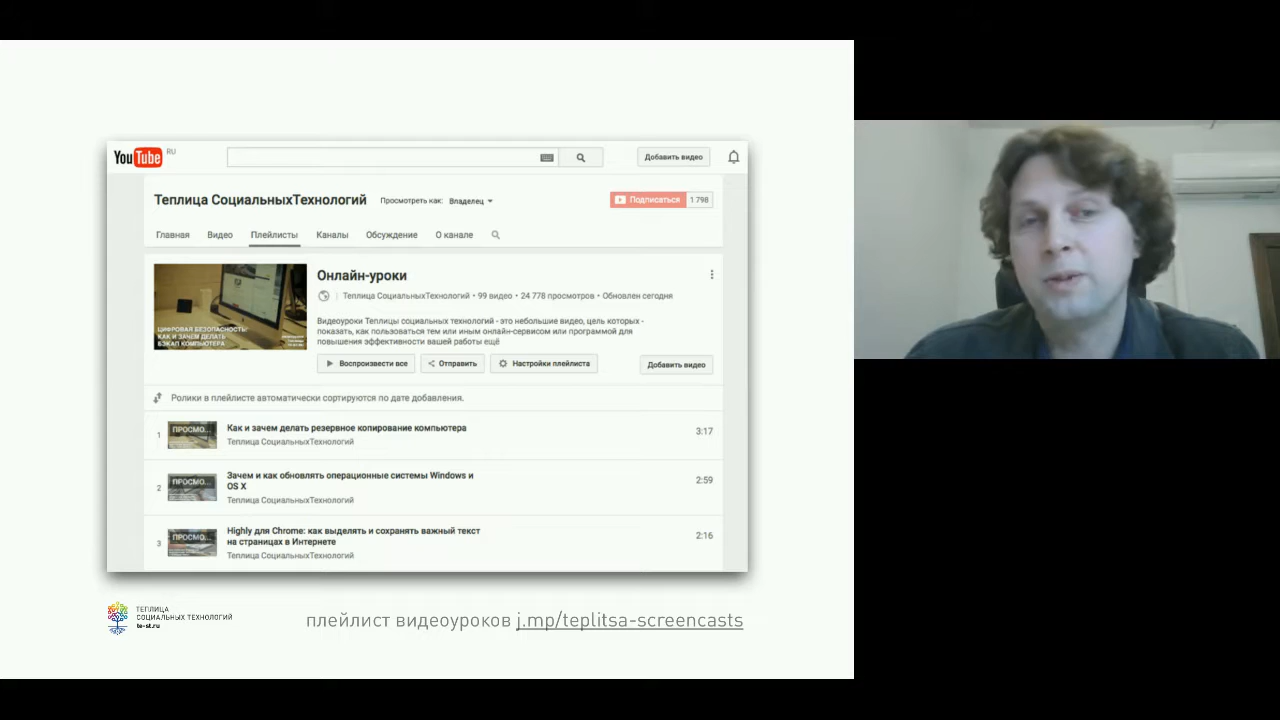 YouTube RU
Добавить видео
Теплица СоциальныхТехнологий Просмотреть как: Владелец Подписаться 1 798
Главная Видео Плейлисты Каналы Обсуждение О канале
ЦИФРОВАЯ БЕЗОПАСНОСТЬ:
КАК И ЗАЧЕМ ДЕЛАТЬ
БЭКАП КОМПЬЮТЕРА
Онлайн-уроки
Теплица СоциальныхТехнологий • 99 видео • 24 778 просмотров • Обновлен сегодня
Видеоуроки Теплицы социальных технологий - это небольшие видео, цель которых -
показать, как пользоваться тем или иным онлайн-сервисом или программой для
повышения эффективности вашей работы ещё
Воспроизвести все Отправить Настройки плейлиста Добавить видео
Ролики в плейлисте автоматически сортируются по дате добавления.
1 ПРОСМО... Как и зачем делать резервное копирование компьютера 3:17
Теплица СоциальныхТехнологий
2 ПРОСМО... Зачем и как обновлять операционные системы Windows и 2:59
OS X
Теплица СоциальныхТехнологий
3 ПРОСМО... Highly для Chrome: как выделять и сохранять важный текст 2:16
на страницах в Интернете
Теплица СоциальныхТехнологий
ТЕПЛИЦА
СОЦИАЛЬНЫХ ТЕХНОЛОГИЙ
te-st.ru
плейлист видеоуроков j.mp/teplitsa-screencasts